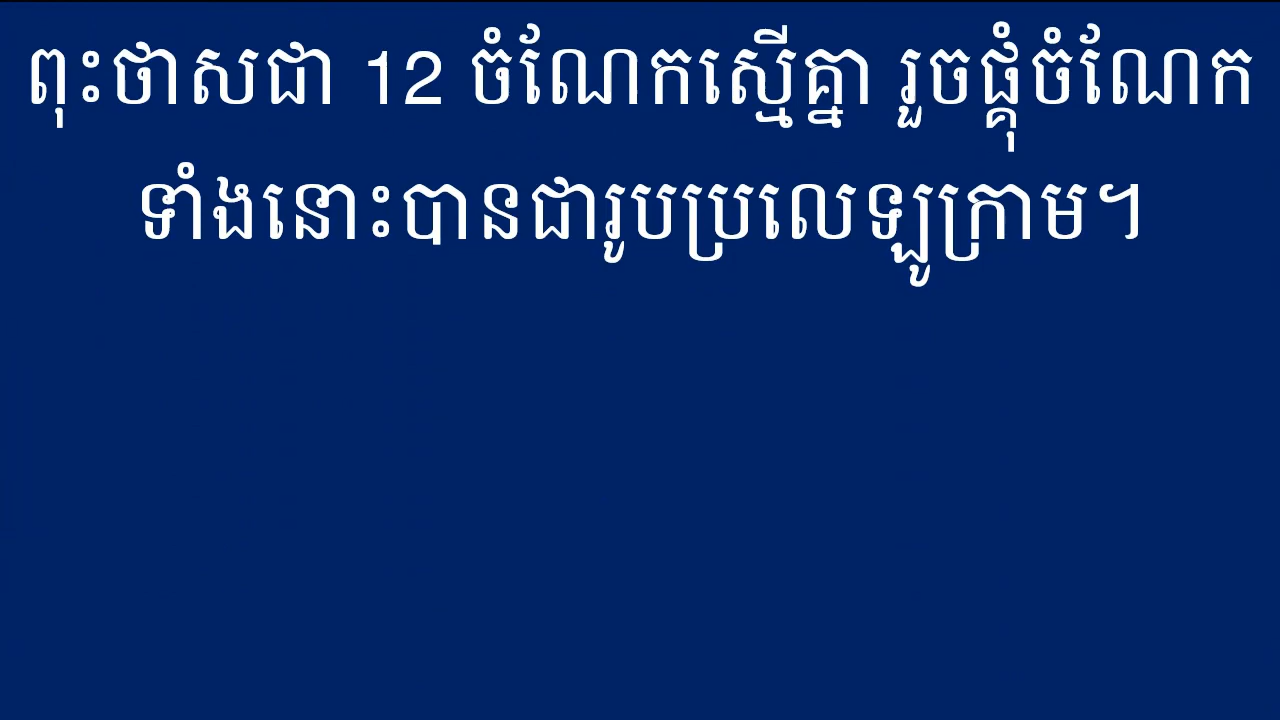 ពុះថាសជា 12 ចំណែកស្មើគ្នា រួចផ្គុំចំណែក
ទាំងនោះបានជារូបប្រលេឡូក្រាម។